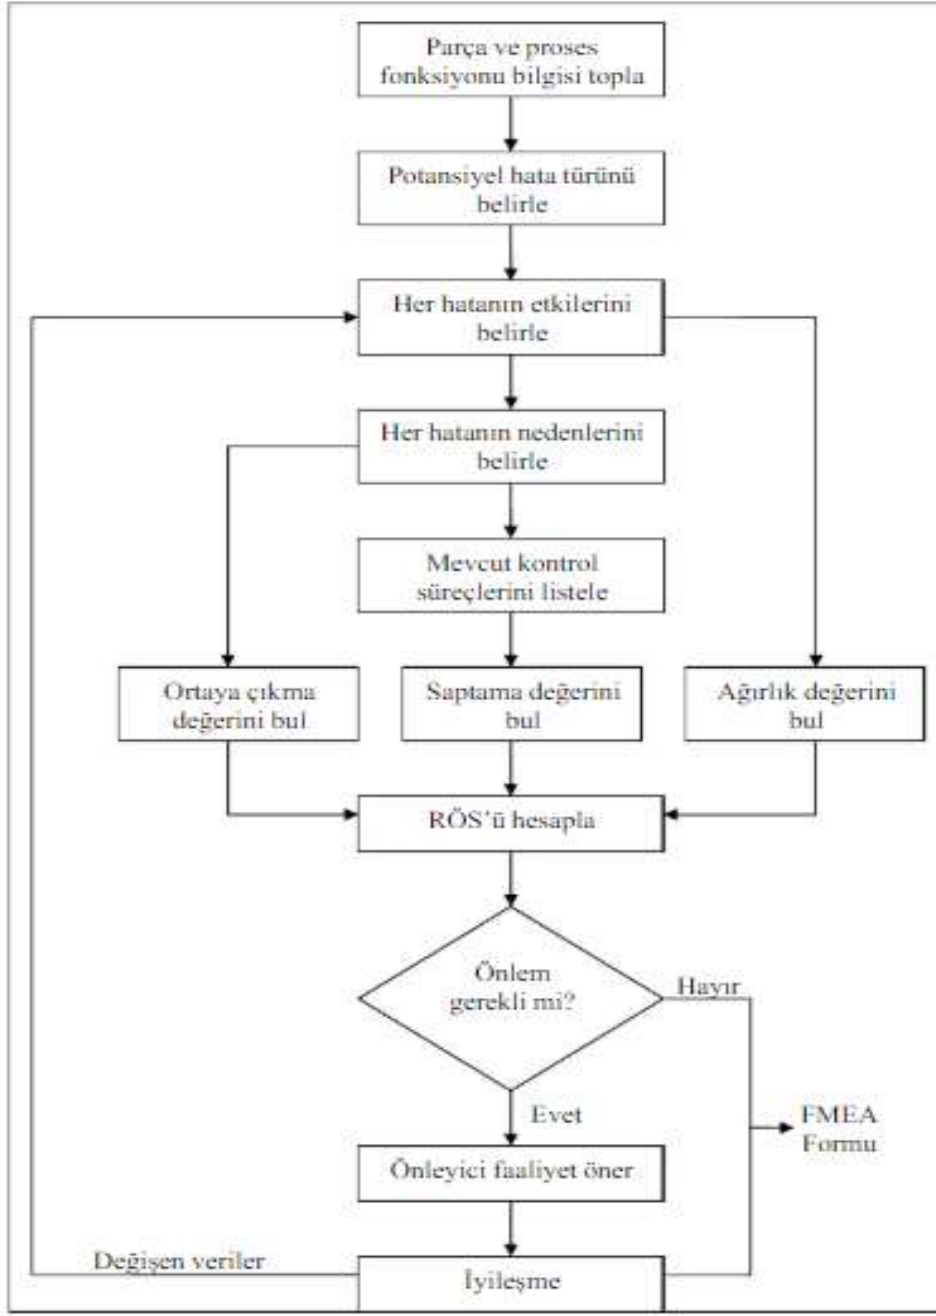 Parça ve proses
fonksiyonu bilgisi topla
Potansiyel hata türünü
belirle
Her hatanın etkilerini
belirle
Her hatanın nedenlerini
belirle
Mevcut kontrol
süreçlerini listele
Ortaya çıkma
değerini bul
Saptama değerini
bul
Ağırlık değerini
bul
RÖS'ü hesapla
Önlem
gerekli mi?
Hayır
Evet
FMEA
Formu
Önleyici faaliyet öner
Değişen veriler
İyileşme